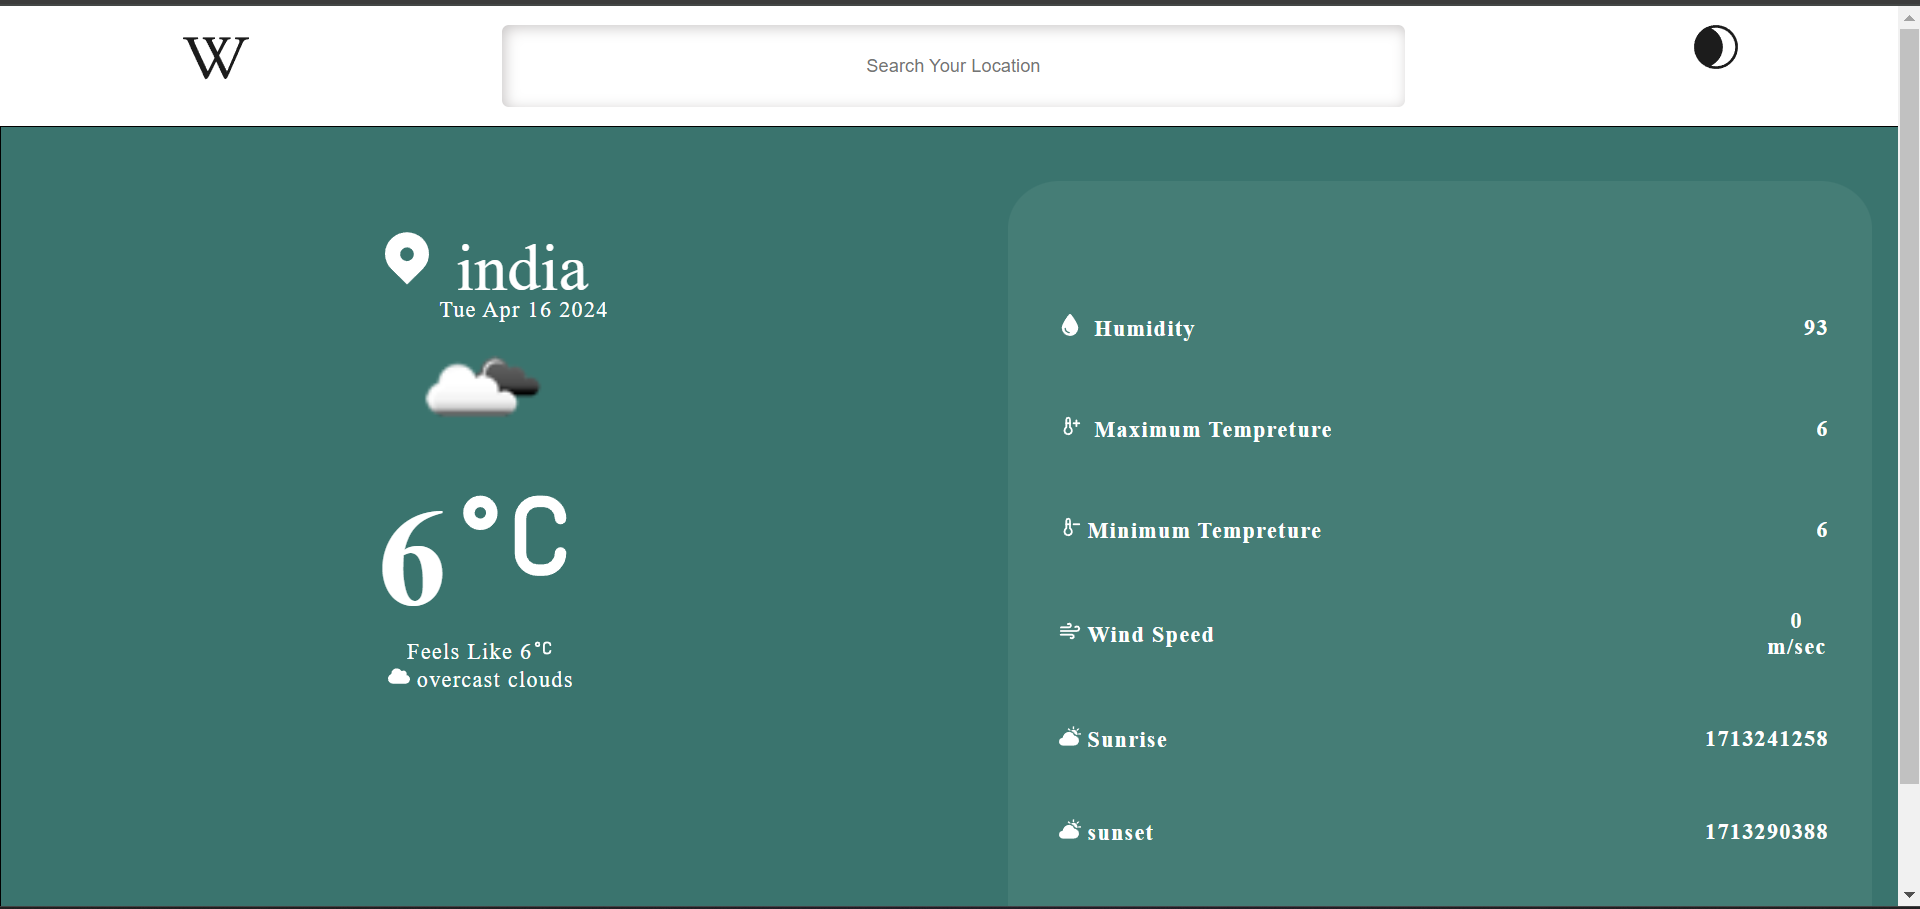 W
Search Your Location
india
Tue Apr 16 2024
6°C
Feels Like 6°C
overcast clouds
Humidity 93
Maximum Tempreture 6
Minimum Tempreture 6
Wind Speed 0 m/sec
Sunrise 1713241258
sunset 1713290388